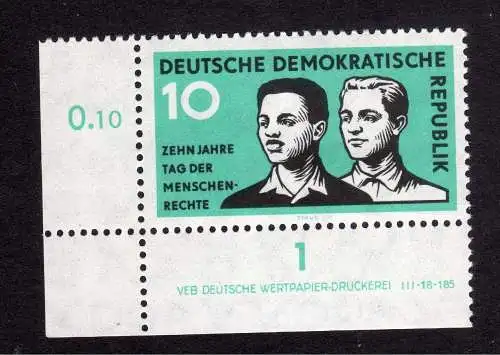 DEUTSCHE DEMOKRATISCHE
REPUBLIK
10
0.10
ZEHN JAHRE
TAG DER
MENSCHEN-
RECHTE
1
VEB DEUTSCHE WERTPAPIER-DRUCKEREI III-18-185